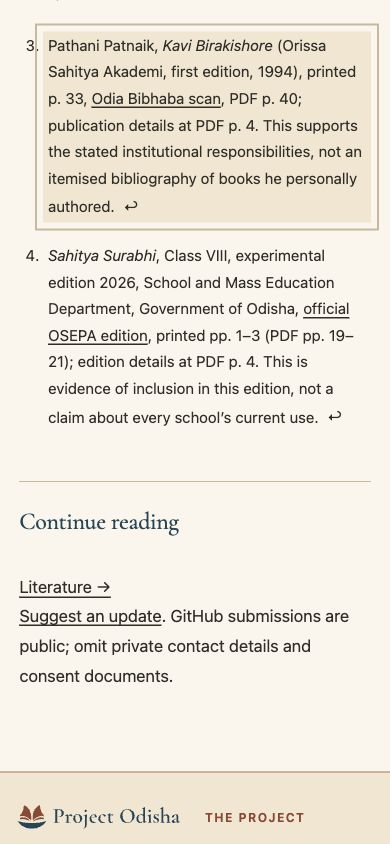 3. Pathani Patnaik, Kavi Birakishore (Orissa
Sahitya Akademi, first edition, 1994), printed
p. 33, Odia Bibhaba scan, PDF p. 40;
publication details at PDF p. 4. This supports
the stated institutional responsibilities, not an
itemised bibliography of books he personally
authored. ↩
4. Sahitya Surabhi, Class VIII, experimental
edition 2026, School and Mass Education
Department, Government of Odisha, official
OSEPA edition, printed pp. 1–3 (PDF pp. 19–
21); edition details at PDF p. 4. This is
evidence of inclusion in this edition, not a
claim about every school’s current use. ↩
Continue reading
Literature →
Suggest an update. GitHub submissions are
public; omit private contact details and
consent documents.
Project Odisha THE PROJECT